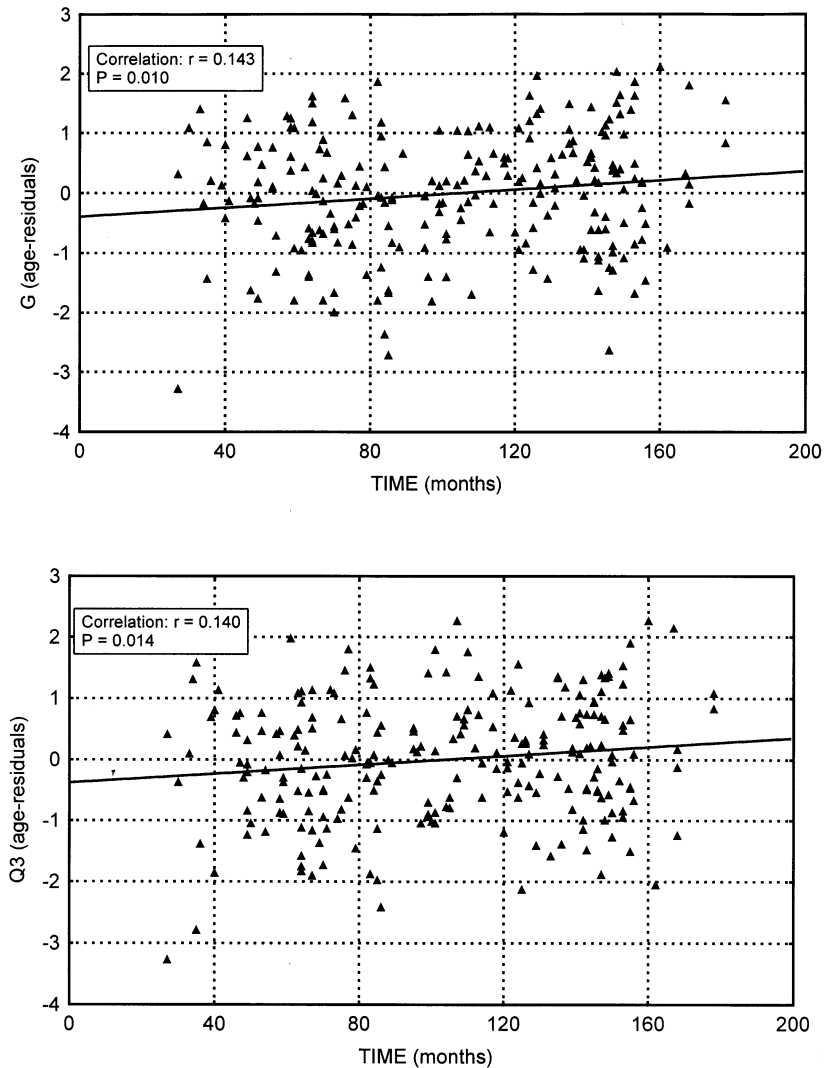 3
Correlation: r = 0.143
P = 0.010
2
1
0
-1
-2
-3
-4
G (age-residuals)
0 40 80 120 160 200
TIME (months)
3
Correlation: r = 0.140
P = 0.014
2
1
0
-1
-2
-3
-4
Q3 (age-residuals)
0 40 80 120 160 200
TIME (months)